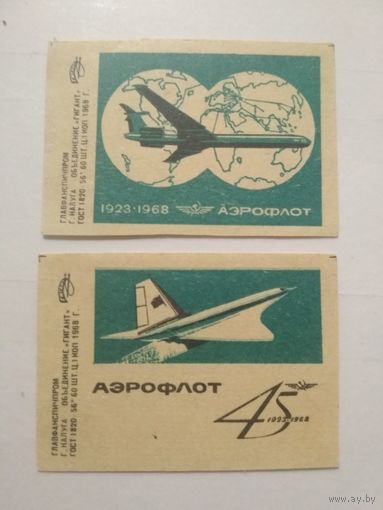 ГЛАВФАНСПИЧПРОМ
Г. КАЛУГА ОБЪЕДИНЕНИЕ «ГИГАНТ»
ГОСТ 1820-56* 60 ШТ. Ц. 1 КОП 1968 Г.
1923·1968 АЭРОФЛОТ
ГЛАВФАНСПИЧПРОМ
Г. КАЛУГА ОБЪЕДИНЕНИЕ «ГИГАНТ»
ГОСТ 1820-56* 60 ШТ. Ц. 1 КОП 1968 Г.
АЭРОФЛОТ
45
1923·1968
www.ay.by